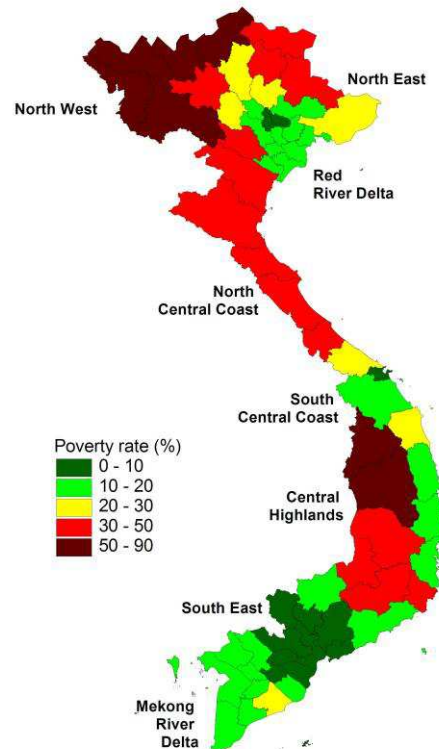 North East
North West
Red
River Delta
North
Central Coast
South
Central Coast
Poverty rate (%)
0 - 10
10 - 20
20 - 30
30 - 50
50 - 90
Central
Highlands
South East
Mekong
River
Delta